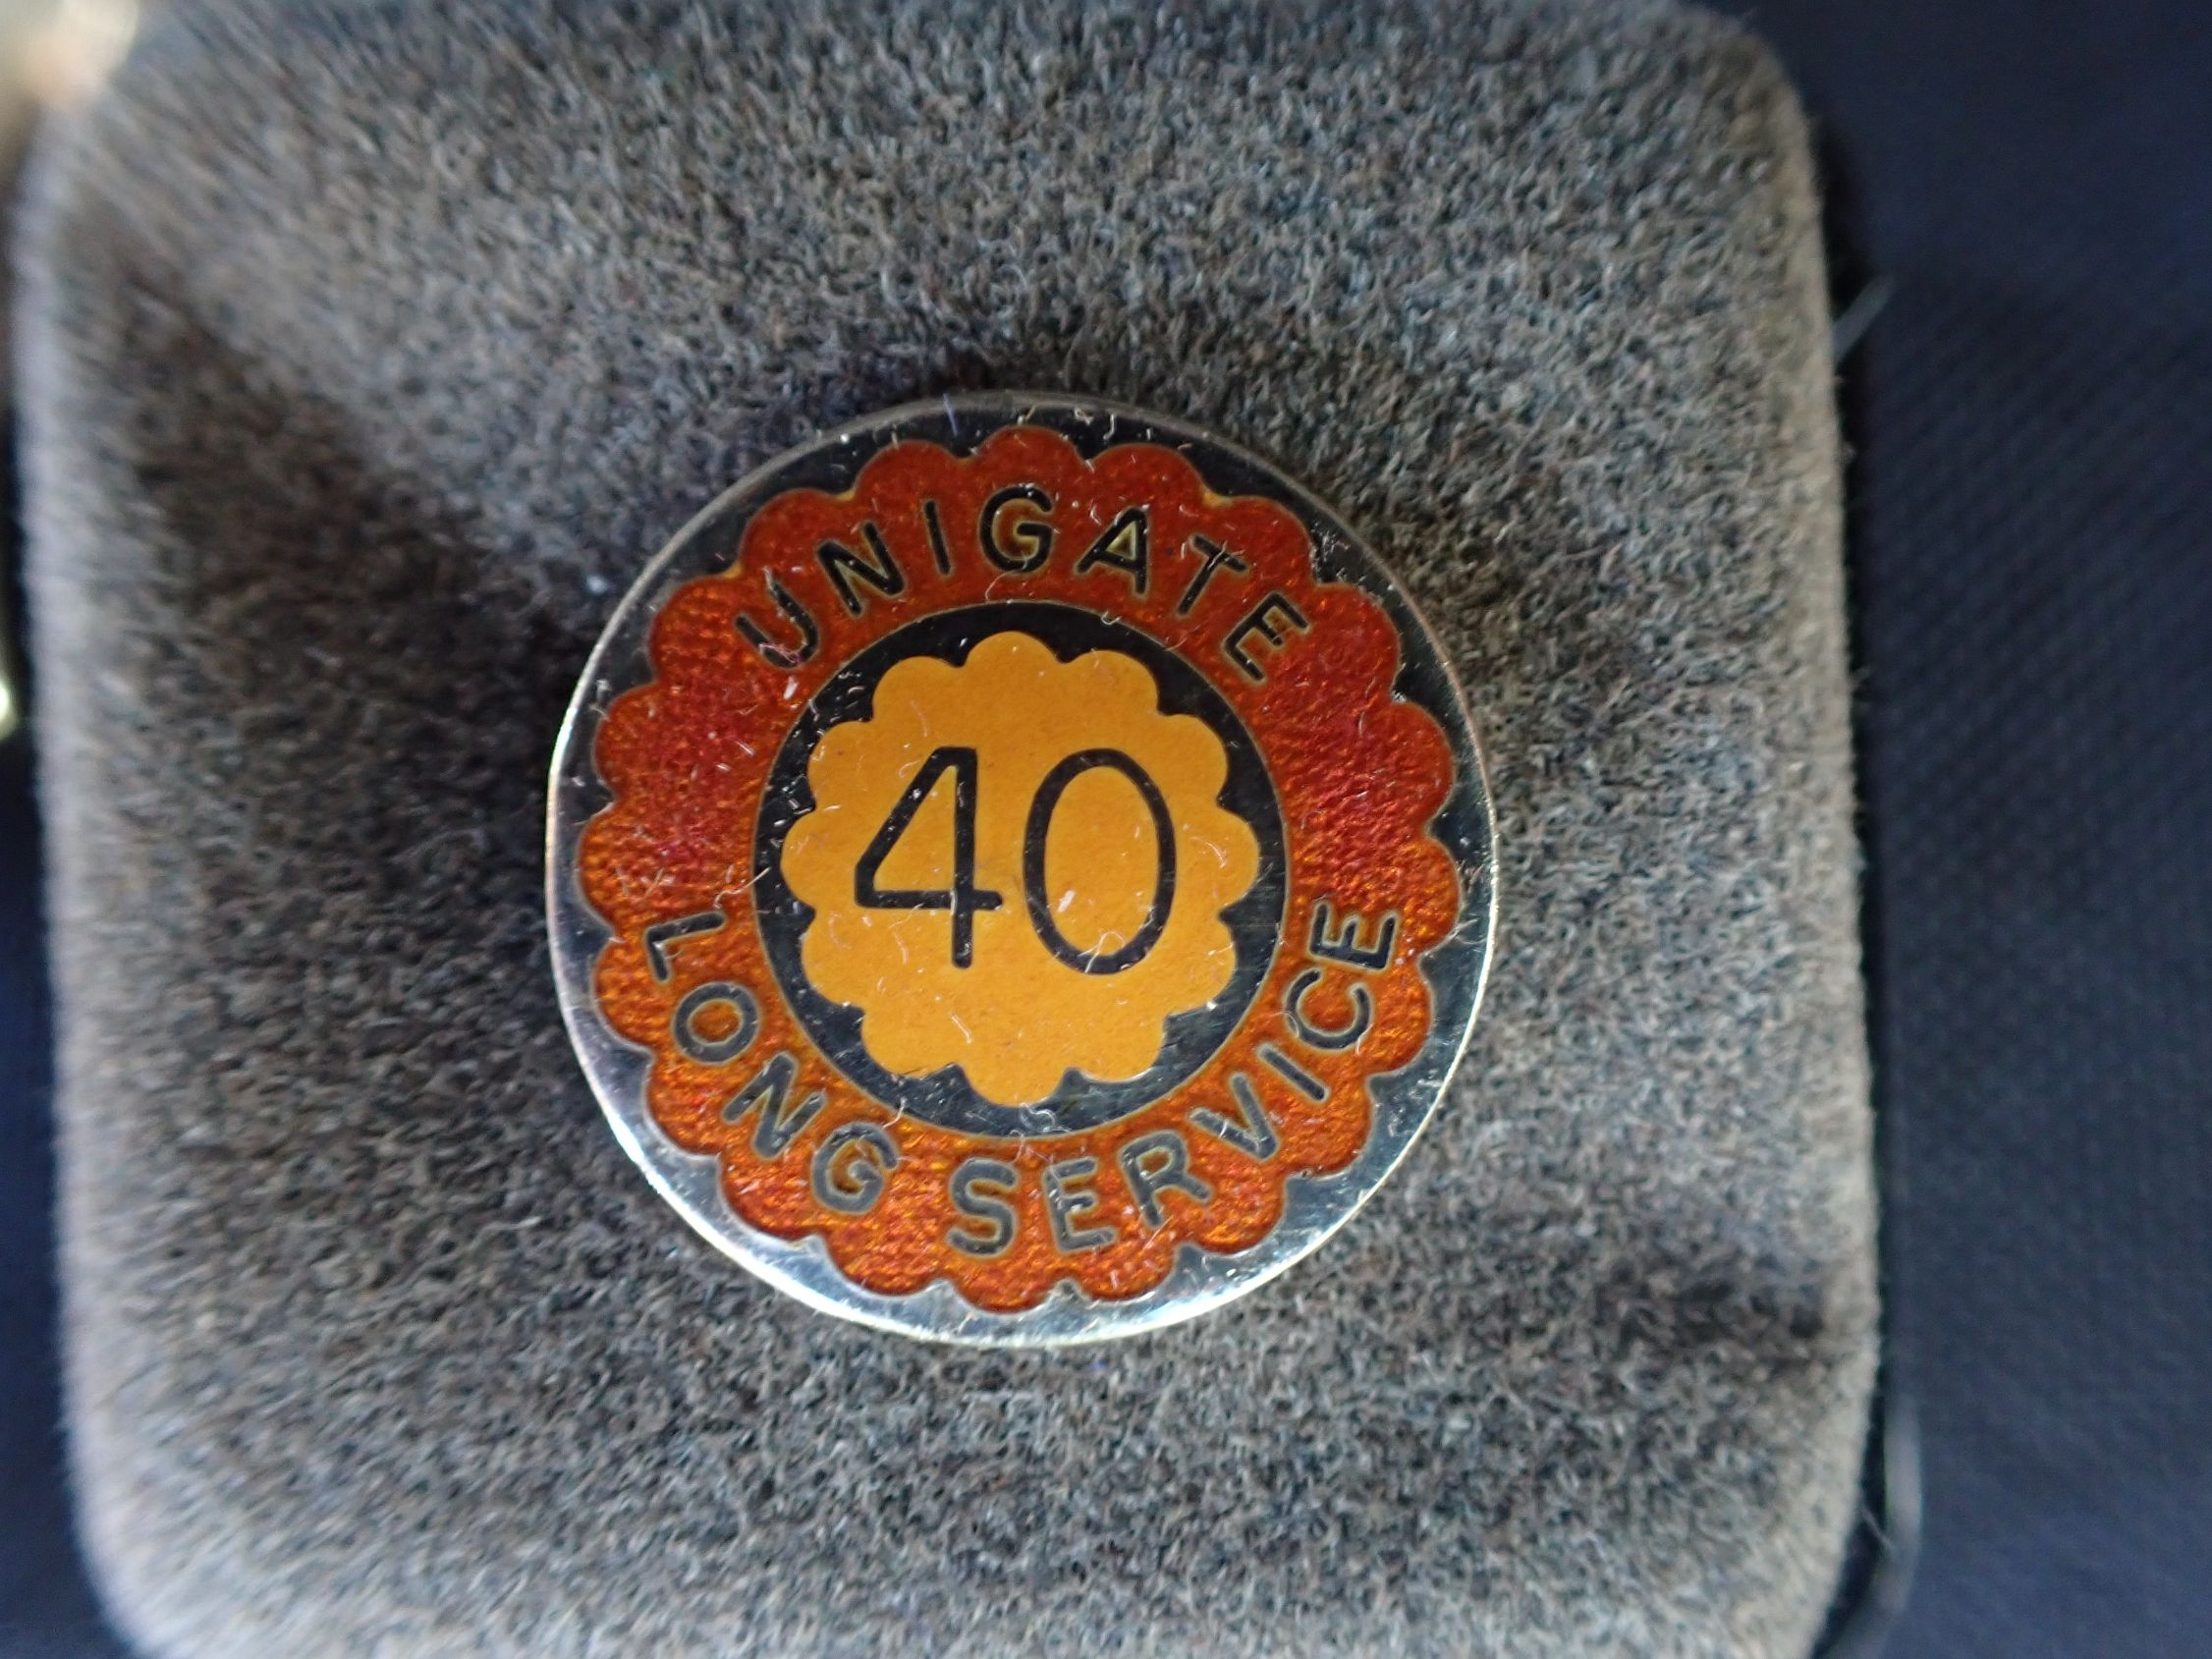 UNIGATE
40
LONG SERVICE